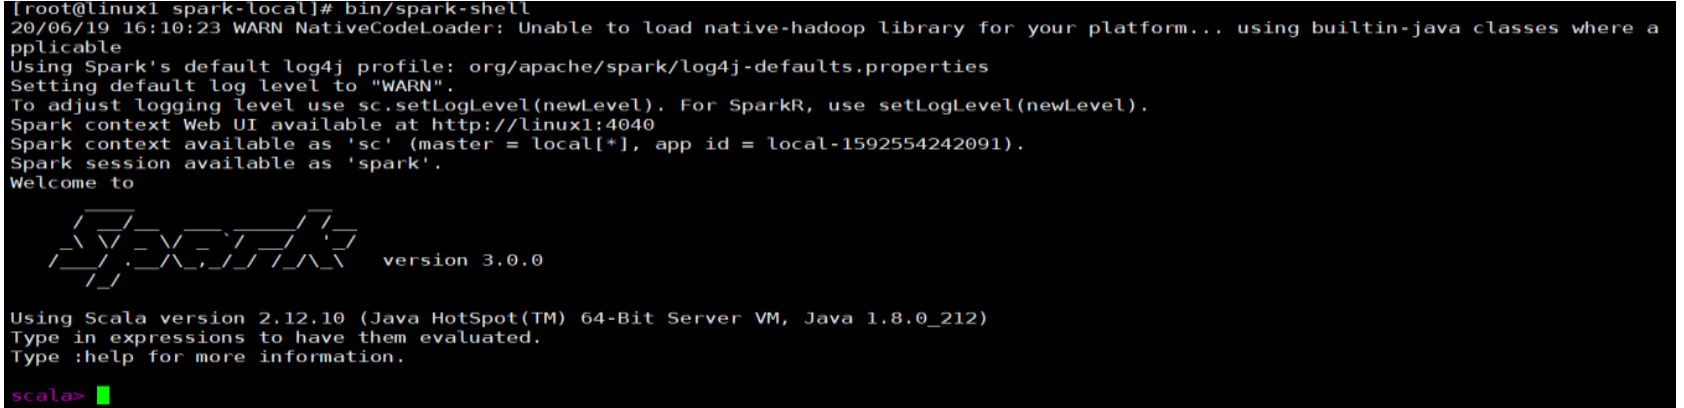 [root@linux1 spark-local]# bin/spark-shell
20/06/19 16:10:23 WARN NativeCodeLoader: Unable to load native-hadoop library for your platform... using builtin-java classes where a
pplicable
Using Spark's default log4j profile: org/apache/spark/log4j-defaults.properties
Setting default log level to "WARN".
To adjust logging level use sc.setLogLevel(newLevel). For SparkR, use setLogLevel(newLevel).
Spark context Web UI available at http://linux1:4040
Spark context available as 'sc' (master = local[*], app id = local-1592554242091).
Spark session available as 'spark'.
Welcome to
Spark version 3.0.0
Using Scala version 2.12.10 (Java HotSpot(TM) 64-Bit Server VM, Java 1.8.0_212)
Type in expressions to have them evaluated.
Type :help for more information.
scala>